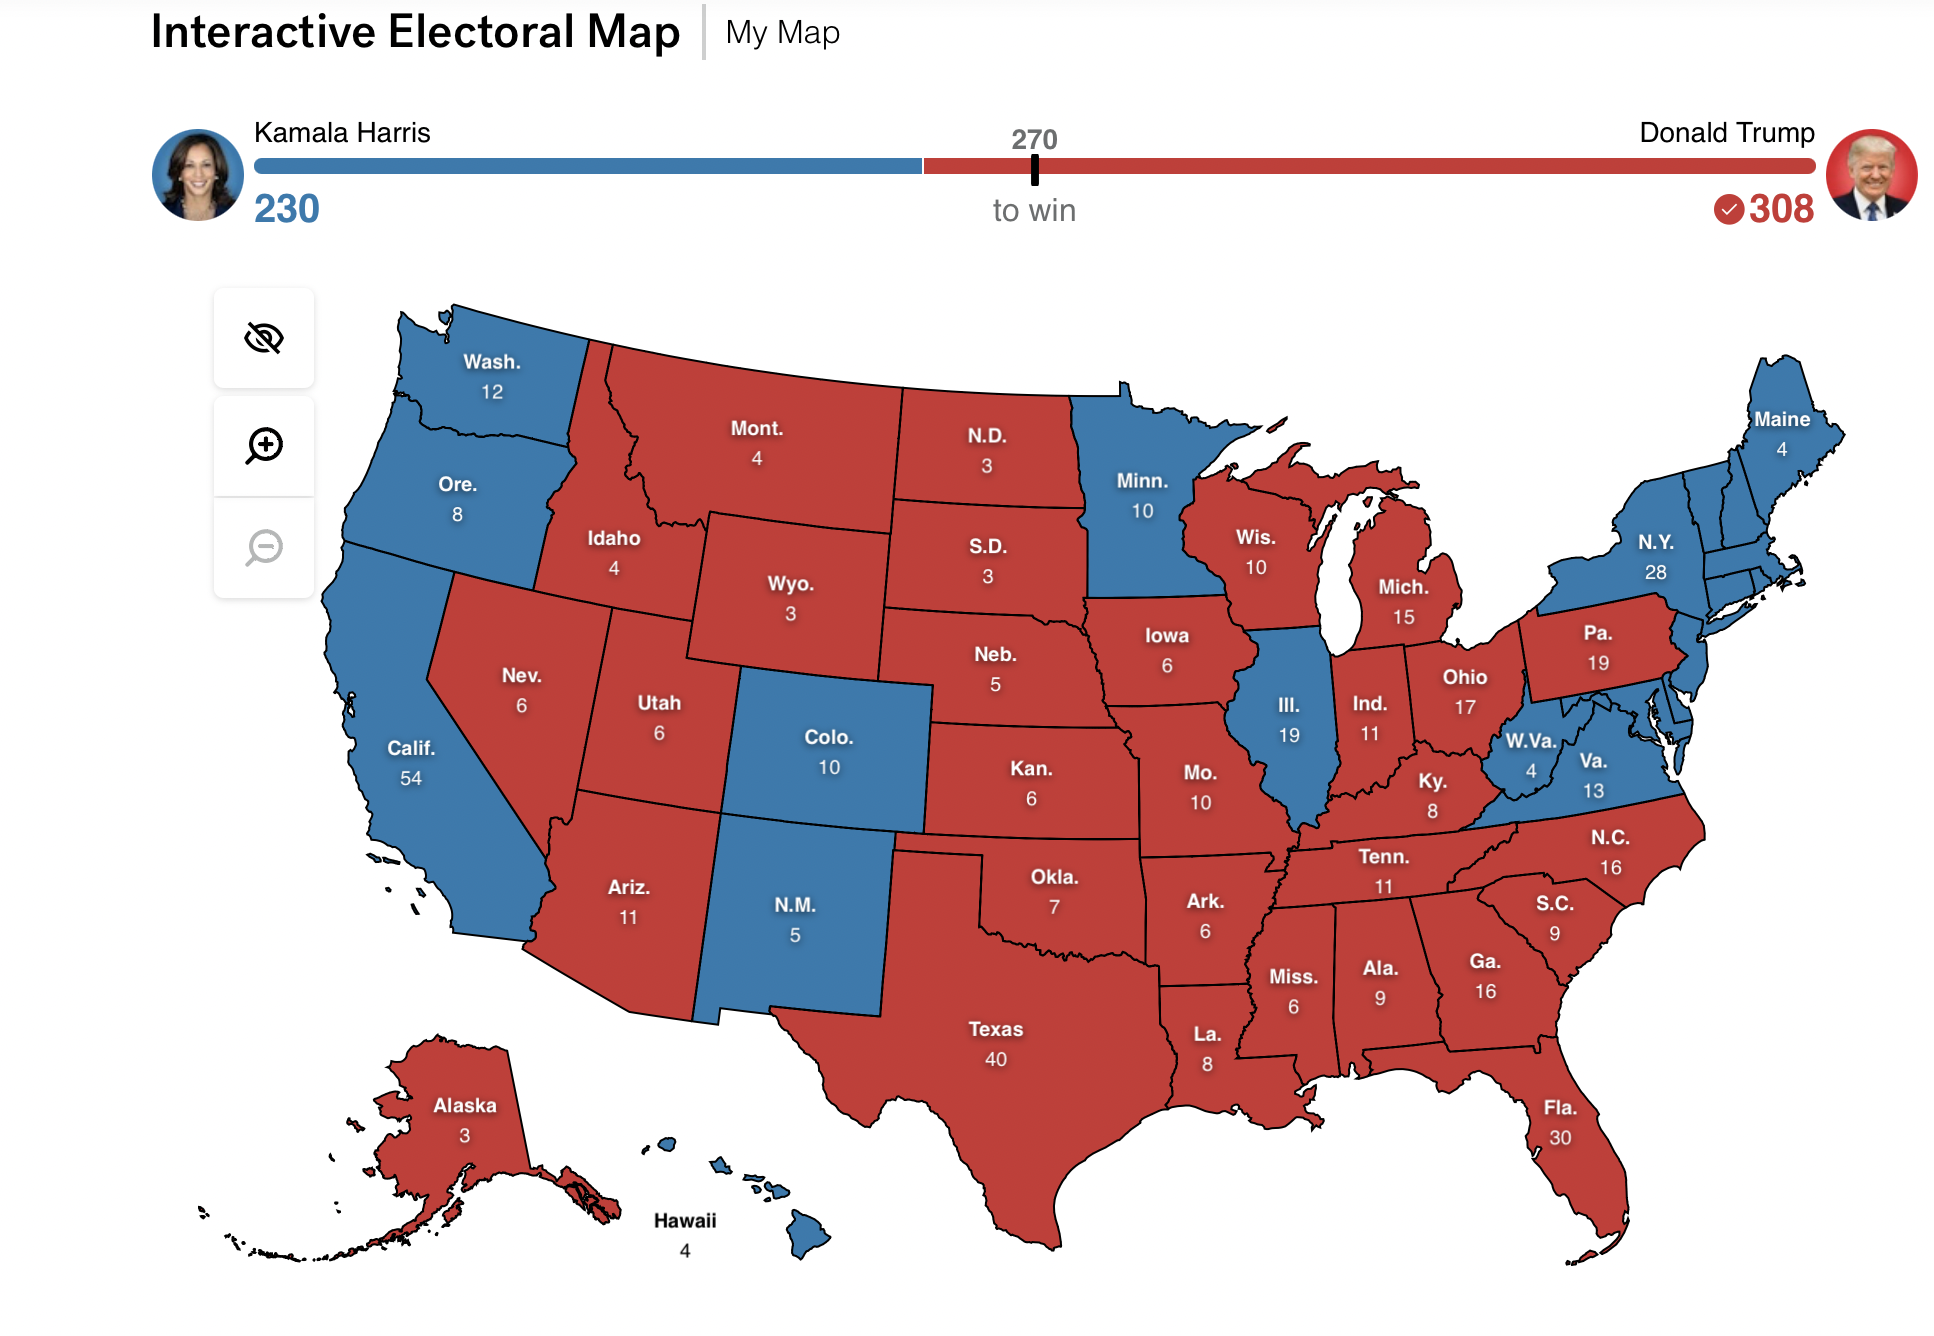 Interactive Electoral Map | My Map
Kamala Harris
270
Donald Trump
230
to win
308
Wash.
12
Ore.
8
Calif.
54
Nev.
6
Idaho
4
Mont.
4
Wyo.
3
Utah
6
Colo.
10
Ariz.
11
N.M.
5
N.D.
3
S.D.
3
Neb.
5
Kan.
6
Okla.
7
Texas
40
Minn.
10
Iowa
6
Mo.
10
Ark.
6
La.
8
Wis.
10
Ill.
19
Mich.
15
Ind.
11
Ohio
17
Ky.
8
Tenn.
11
Miss.
6
Ala.
9
Ga.
16
Fla.
30
S.C.
9
N.C.
16
Va.
13
W.Va.
4
Pa.
19
N.Y.
28
Maine
4
Alaska
3
Hawaii
4